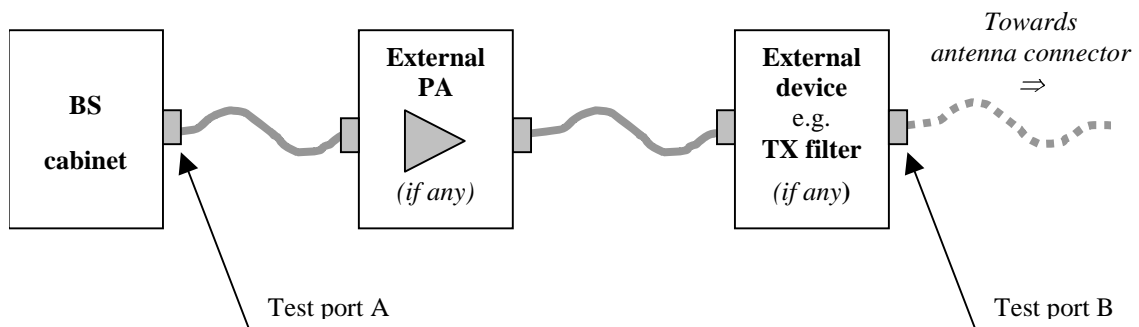 BS
cabinet
External
PA
(if any)
External
device
e.g.
TX filter
(if any)
Towards
antenna connector
⇒
Test port A
Test port B